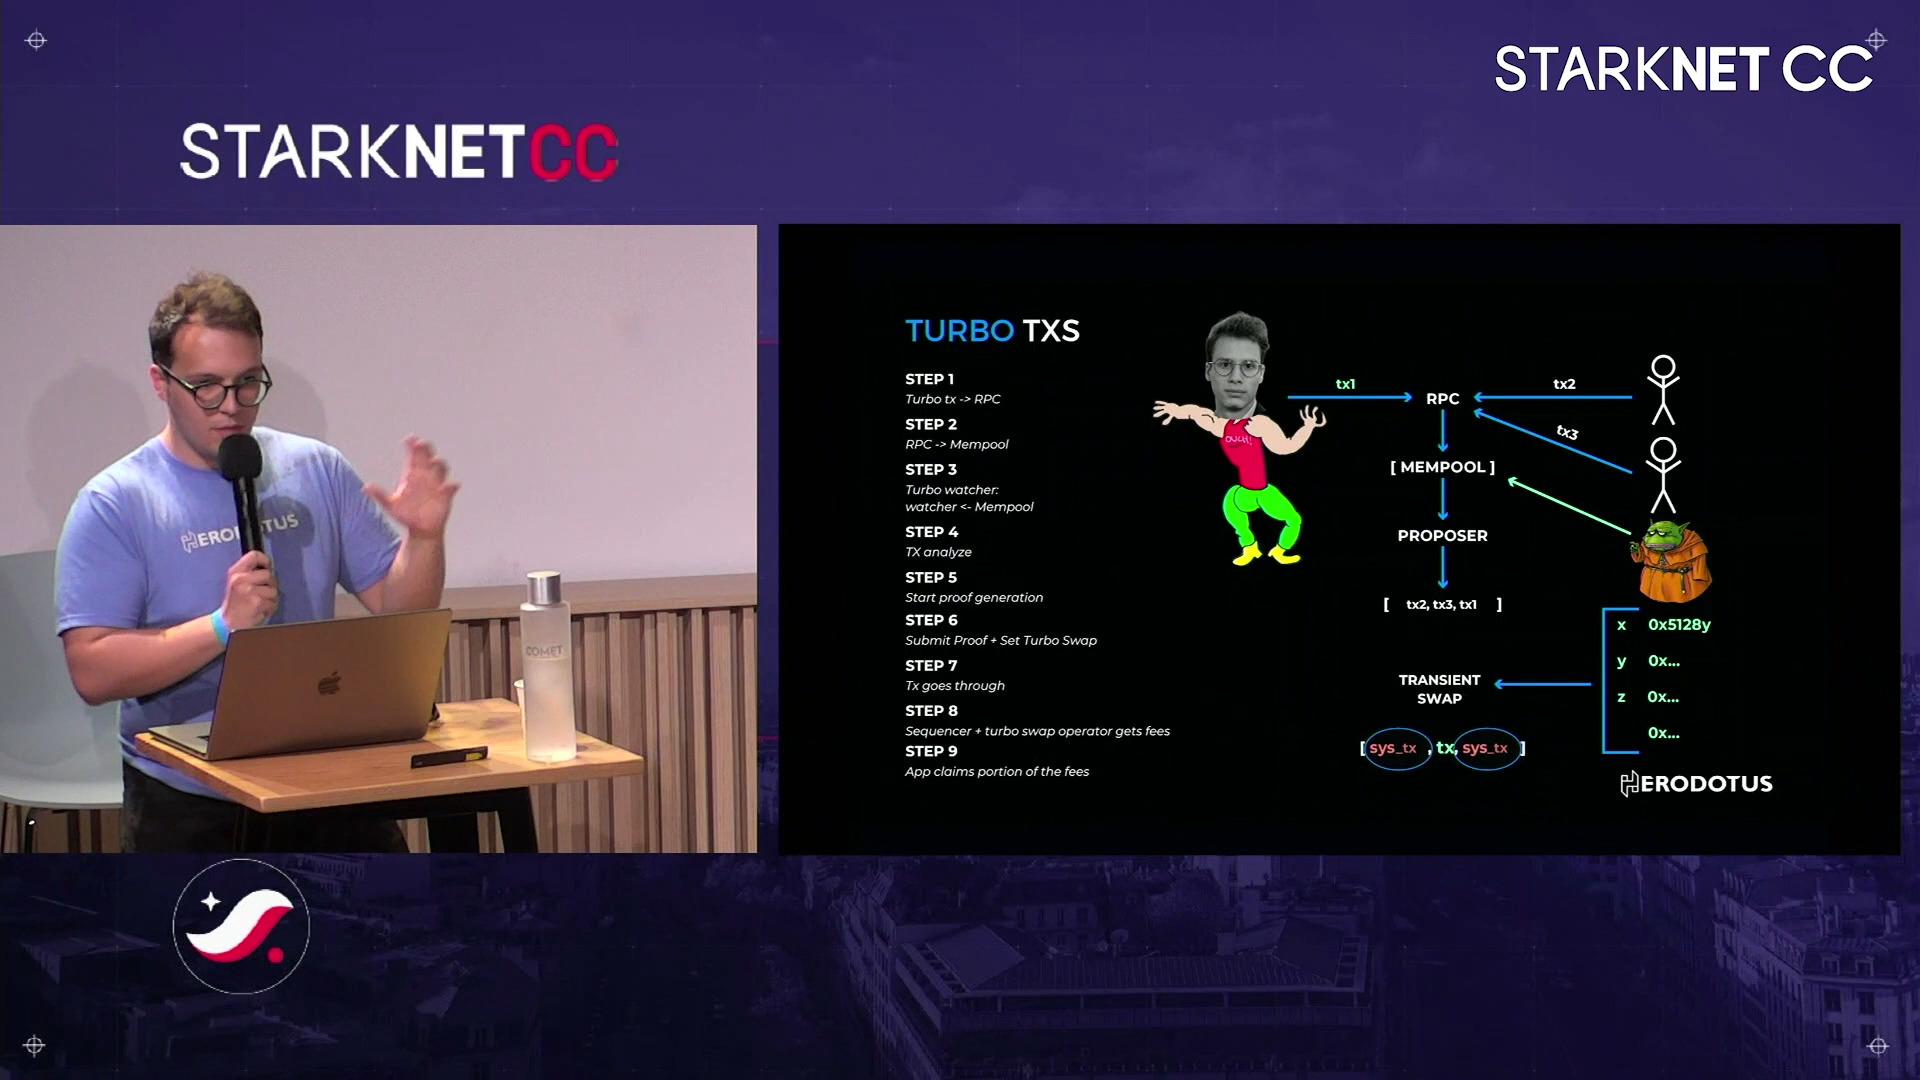 STARKNET CC
STARKNETCC
HERODOTUS
COMET
TURBO TXS
STEP 1
Turbo tx -> RPC
STEP 2
RPC -> Mempool
STEP 3
Turbo watcher:
watcher <- Mempool
STEP 4
TX analyze
STEP 5
Start proof generation
STEP 6
Submit Proof + Set Turbo Swap
STEP 7
Tx goes through
STEP 8
Sequencer + turbo swap operator gets fees
STEP 9
App claims portion of the fees
OUCH!
tx1
RPC
tx2
tx3
[ MEMPOOL ]
PROPOSER
[ tx2, tx3, tx1 ]
TRANSIENT
SWAP
[ sys_tx , tx, sys_tx ]
x 0x5128y
y 0x...
z 0x...
0x...
HERODOTUS